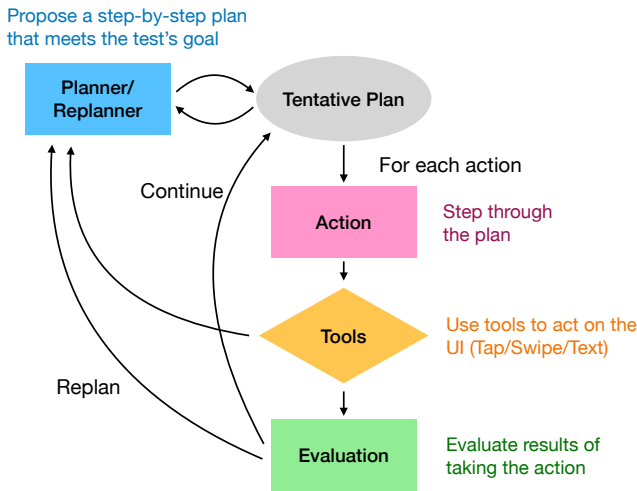 Propose a step-by-step plan
that meets the test's goal
Planner/
Replanner
Tentative Plan
For each action
Continue
Action
Step through
the plan
Tools
Use tools to act on the
UI (Tap/Swipe/Text)
Replan
Evaluation
Evaluate results of
taking the action